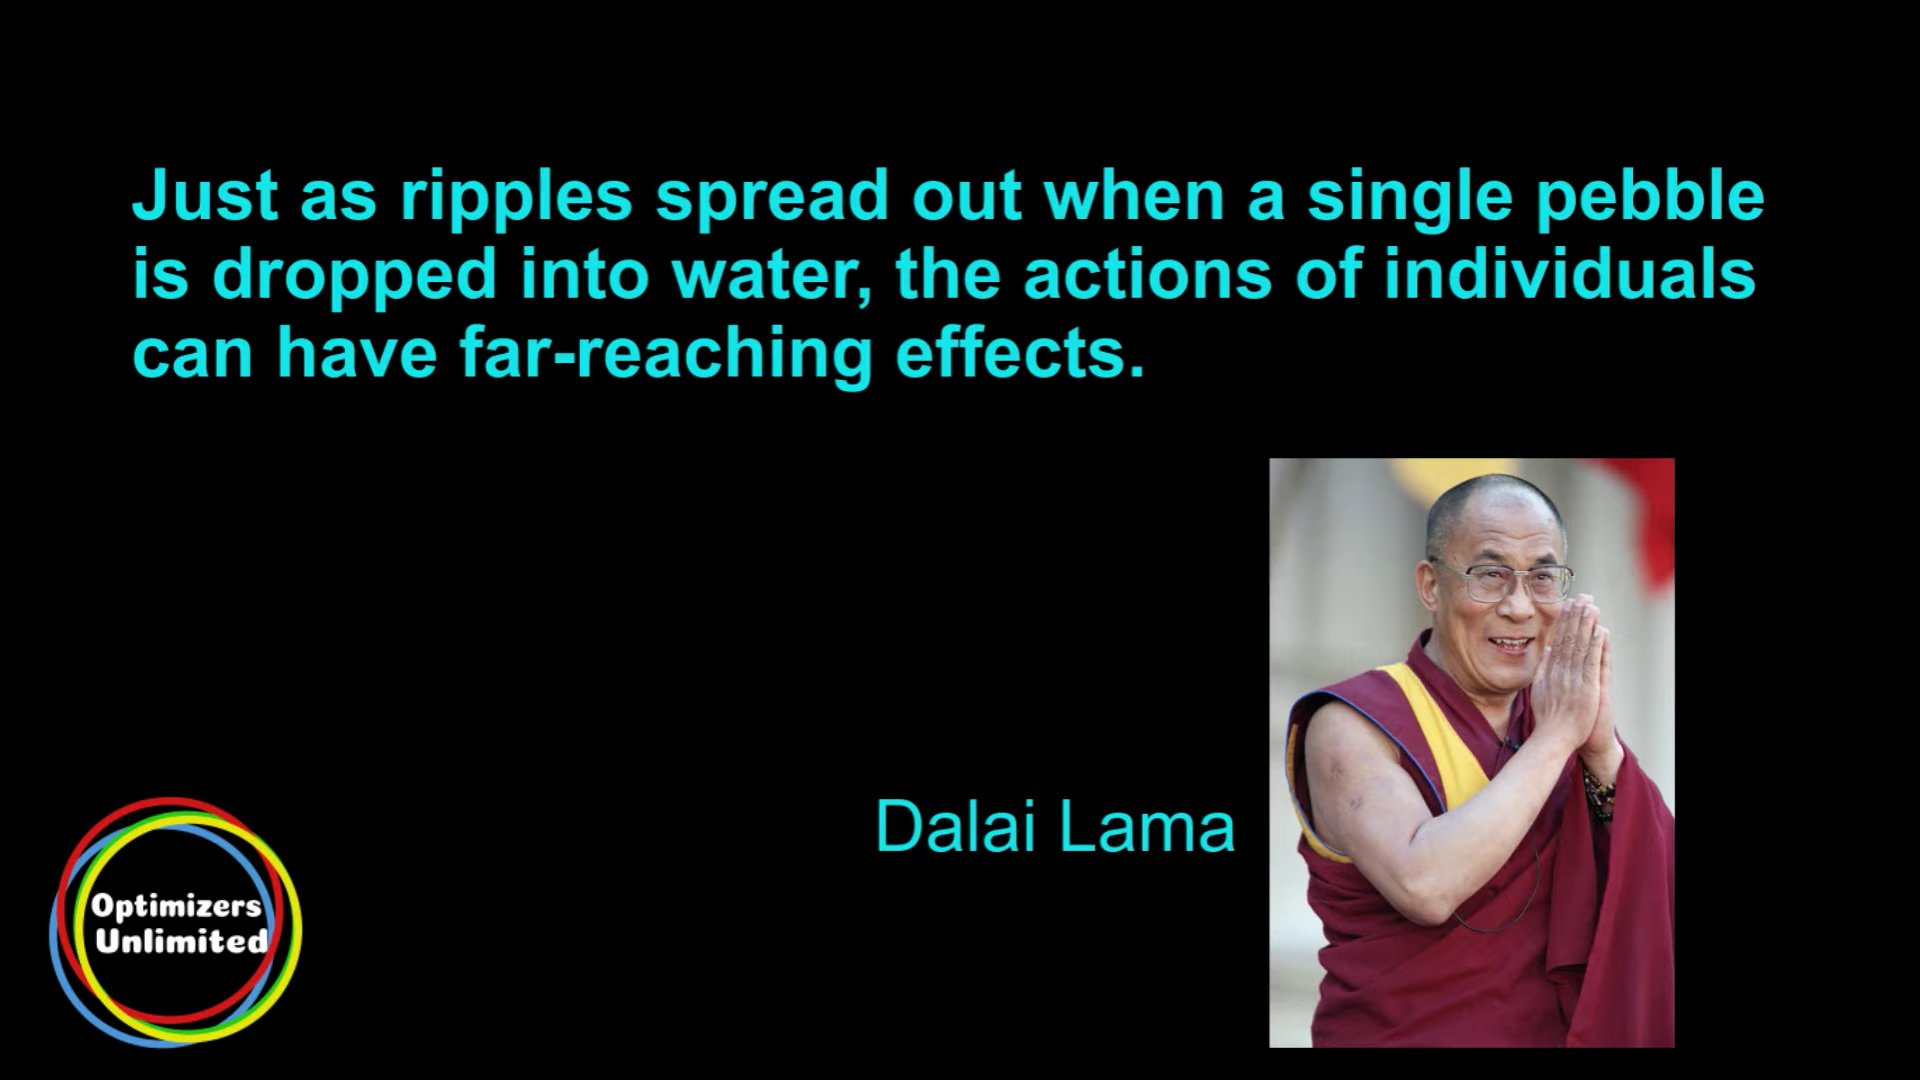 Just as ripples spread out when a single pebble
is dropped into water, the actions of individuals
can have far-reaching effects.
Dalai Lama
Optimizers
Unlimited